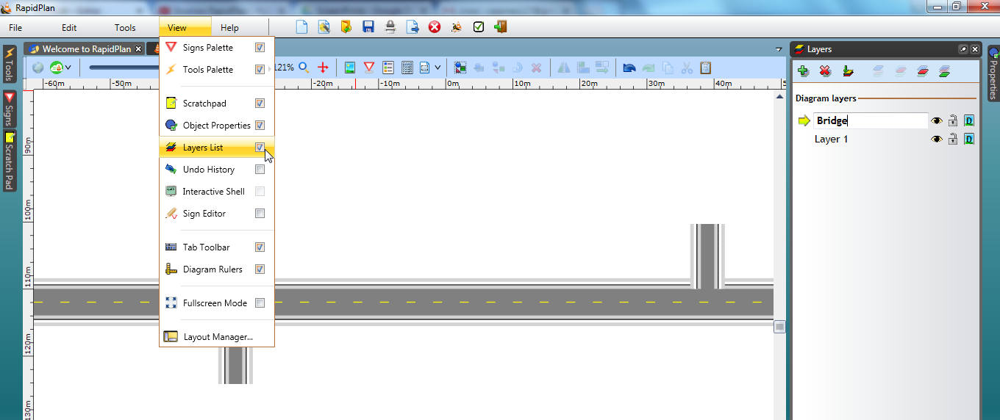 RapidPlan
File Edit Tools View Help
Welcome to RapidPlan
Layers
Tools
Signs
Scratch Pad
Properties
121%
-60m -50m -20m -10m 0m 10m 20m 30m 40m 5
90m
100m
110m
120m
130m
Signs Palette
Tools Palette
Scratchpad
Object Properties
Layers List
Undo History
Interactive Shell
Sign Editor
Tab Toolbar
Diagram Rulers
Fullscreen Mode
Layout Manager...
Diagram layers
Bridge D
Layer 1 D